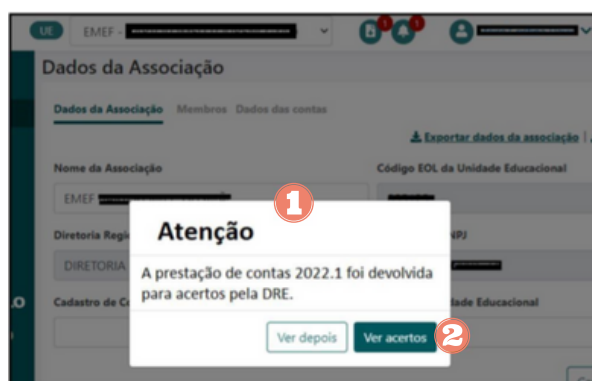 UE EMEF - 1 1
Dados da Associação
Dados da Associação Membros Dados das contas
Exportar dados da associação |
Nome da Associação Código EOL da Unidade Educacional
EMEF
1
Atenção
Diretoria Regi NPJ
DIRETORIA
A prestação de contas 2022.1 foi devolvida
para acertos pela DRE.
Cadastro de C dade Educacional
Ver depois Ver acertos 2